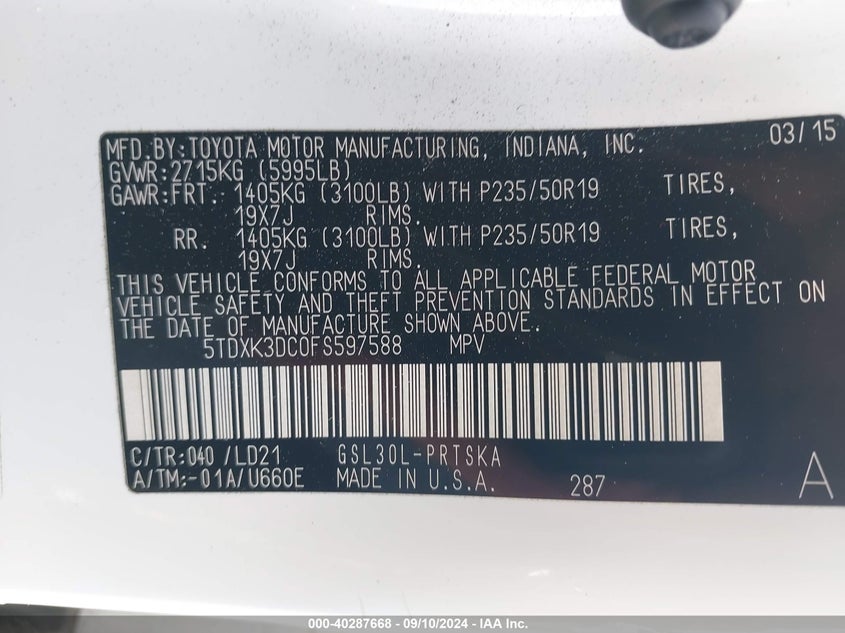 MFD.BY:TOYOTA MOTOR MANUFACTURING, INDIANA, INC. 03/15
GVWR:2715KG (5995LB)
GAWR:FRT. 1405KG (3100LB) WITH P235/50R19 TIRES,
19X7J RIMS.
RR. 1405KG (3100LB) WITH P235/50R19 TIRES,
19X7J RIMS.
THIS VEHICLE CONFORMS TO ALL APPLICABLE FEDERAL MOTOR
VEHICLE SAFETY AND THEFT PREVENTION STANDARDS IN EFFECT ON
THE DATE OF MANUFACTURE SHOWN ABOVE.
5TDXK3DC0FS597588 MPV
C/TR:040 /LD21 GSL30L-PRTSKA
A/TM:-01A/U660E MADE IN U.S.A. 287 A
000-40287668 - 09/10/2024 - IAA Inc.